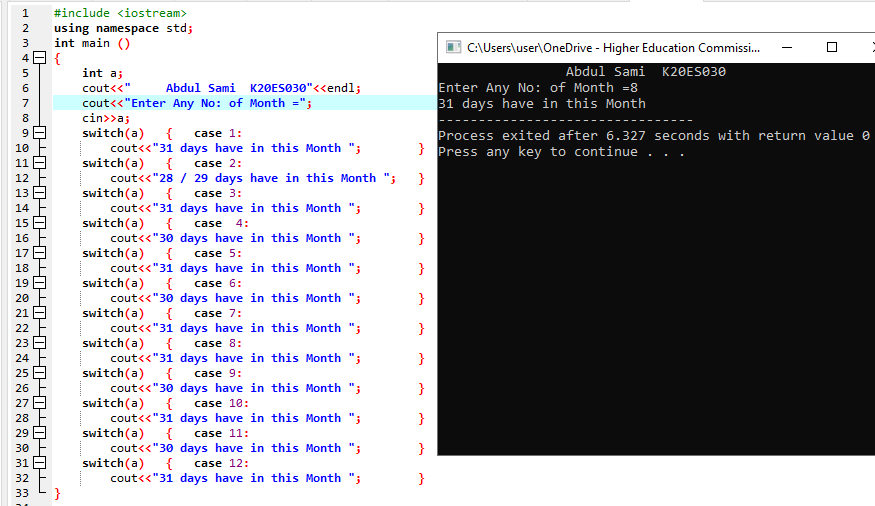 1 #include <iostream>
2 using namespace std;
3 int main ()
4 {
5 int a;
6 cout<<"     Abdul Sami  K20ES030"<<endl;
7 cout<<"Enter Any No: of Month =";
8 cin>>a;
9 switch(a)   {   case 1:
10 cout<<"31 days have in this Month ";        }
11 switch(a)   {   case 2:
12 cout<<"28 / 29 days have in this Month ";   }
13 switch(a)   {   case 3:
14 cout<<"31 days have in this Month ";        }
15 switch(a)   {   case  4:
16 cout<<"30 days have in this Month ";        }
17 switch(a)   {   case 5:
18 cout<<"31 days have in this Month ";        }
19 switch(a)   {   case 6:
20 cout<<"30 days have in this Month ";        }
21 switch(a)   {   case 7:
22 cout<<"31 days have in this Month ";        }
23 switch(a)   {   case 8:
24 cout<<"31 days have in this Month ";        }
25 switch(a)   {   case 9:
26 cout<<"30 days have in this Month ";        }
27 switch(a)   {   case 10:
28 cout<<"31 days have in this Month ";        }
29 switch(a)   {   case 11:
30 cout<<"30 days have in this Month ";        }
31 switch(a)   {   case 12:
32 cout<<"31 days have in this Month ";        }
33 }
C:\Users\user\OneDrive - Higher Education Commissi...
Abdul Sami  K20ES030
Enter Any No: of Month =8
31 days have in this Month
--------------------------------
Process exited after 6.327 seconds with return value 0
Press any key to continue . . .